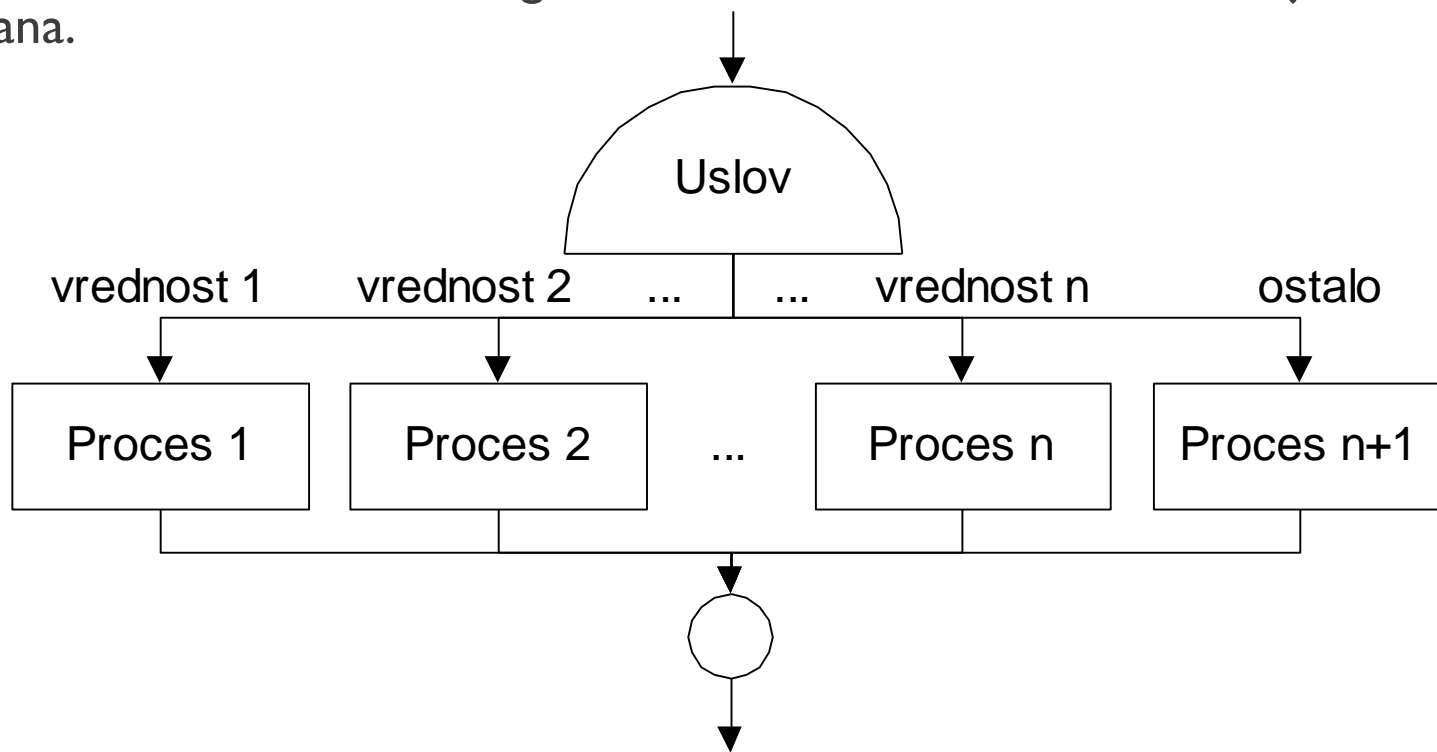 ana.
Uslov
vrednost 1 vrednost 2 ... ... vrednost n ostalo
Proces 1 Proces 2 ... Proces n Proces n+1